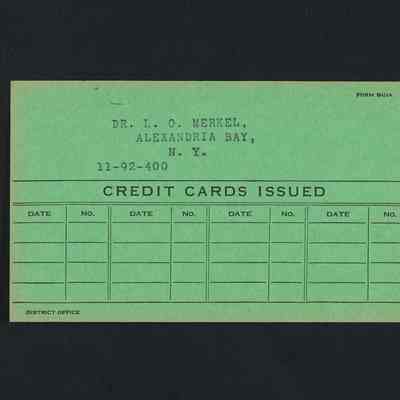 FORM 941A
DR. L. O. MERKEL,
ALEXANDRIA BAY,
N. Y.
11-92-400
CREDIT CARDS ISSUED
DATE NO. DATE NO. DATE NO. DATE NO.
DISTRICT OFFICE